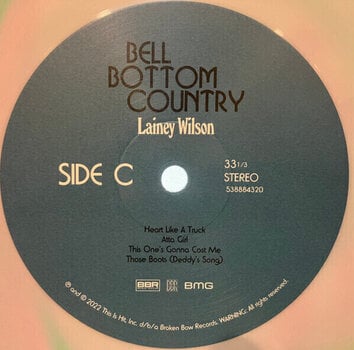 BELL
BOTTOM
COUNTRY
Lainey Wilson
SIDE C
33 1/3
STEREO
538884320
Heart Like A Truck
Atta Girl
This One's Gonna Cost Me
Those Boots (Deddy's Song)
BBR
BMG
℗ and © 2022 This Is Hit, Inc. d/b/a Broken Bow Records. WARNING: All rights reserved.